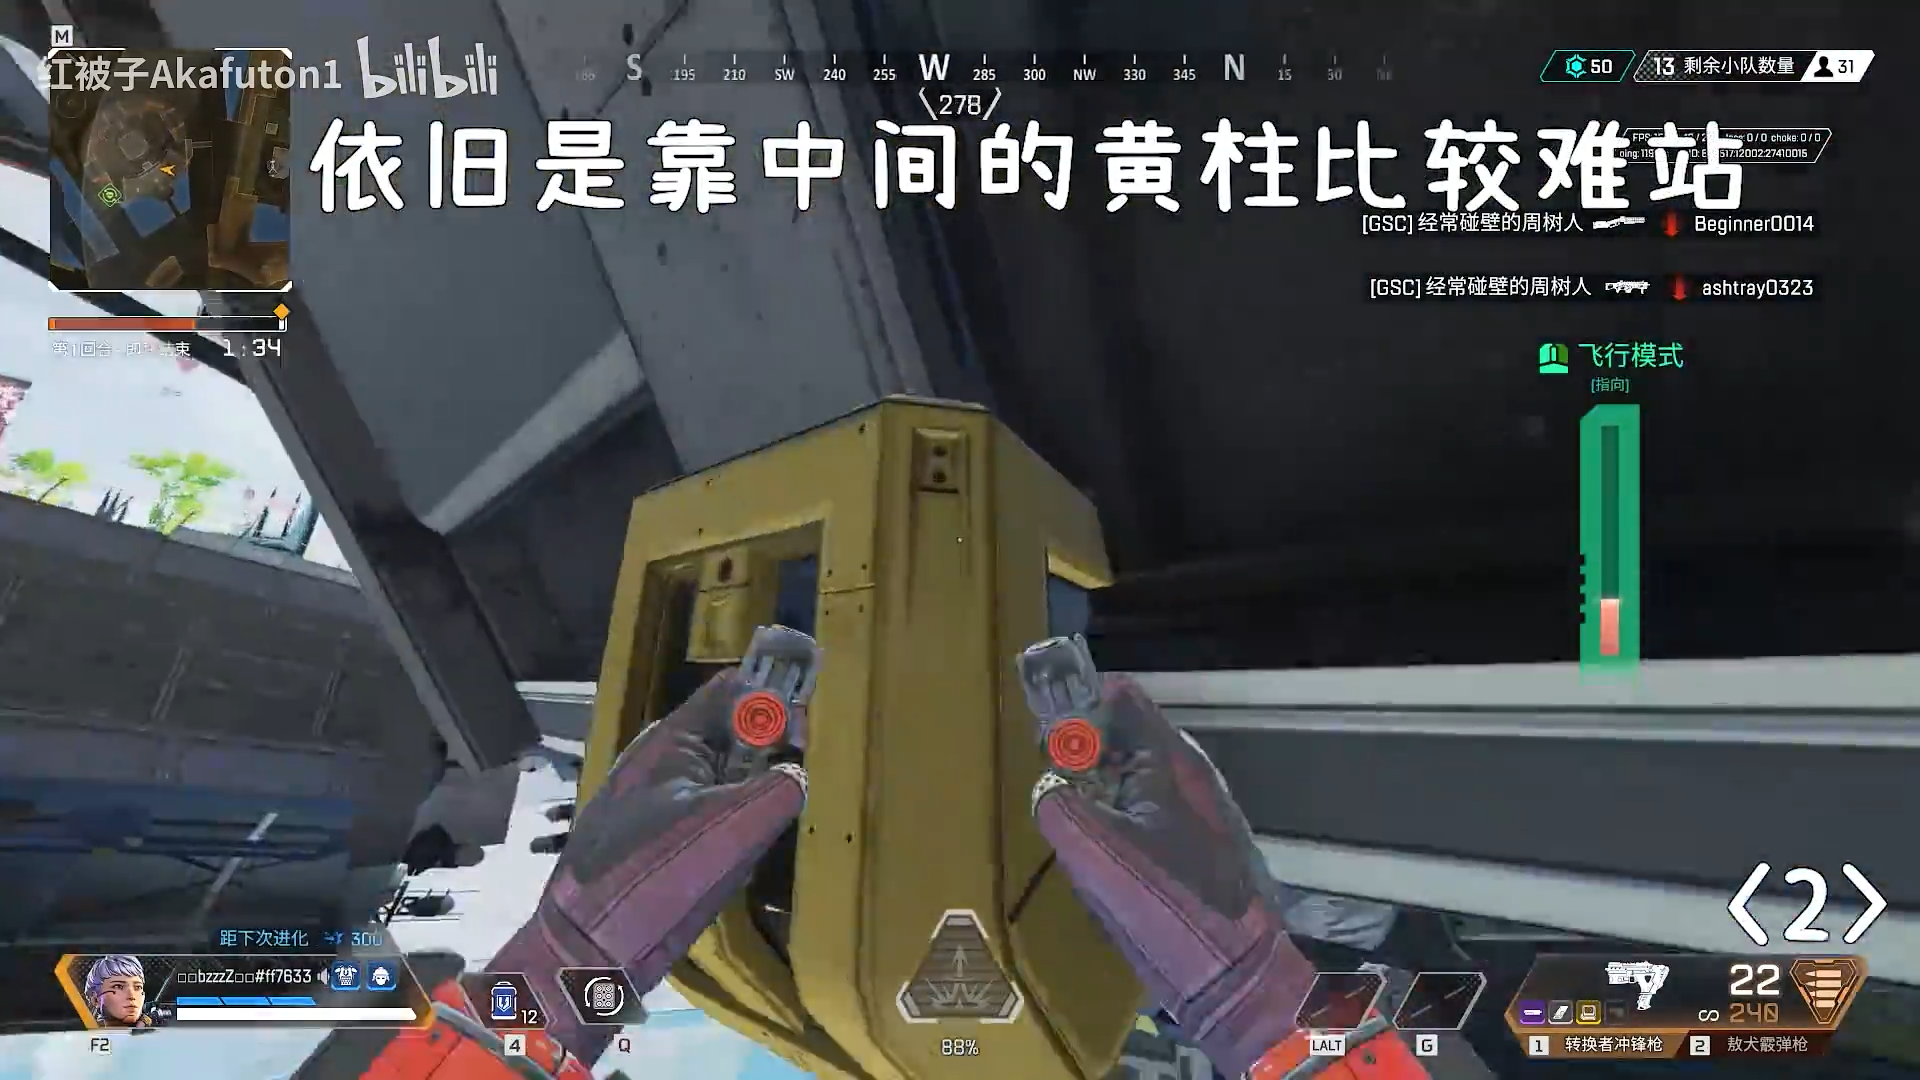 M
红被子Akafuton1 bilibili
S 195 210 SW 240 255 W 285 300 NW 330 345 N 15 30
278
50
13 剩余小队数量 31
依旧是靠中间的黄柱比较难站
[GSC] 经常碰壁的周树人 Beginner0014
[GSC] 经常碰壁的周树人 ashtray0323
1:34
飞行模式
[指向]
<2>
距下次进化 300
□□bzzzZ□□#ff7633
F2
12
4
Q
88%
LALT
G
22
∞ 240
1 转换者冲锋枪
2 敖犬霰弹枪